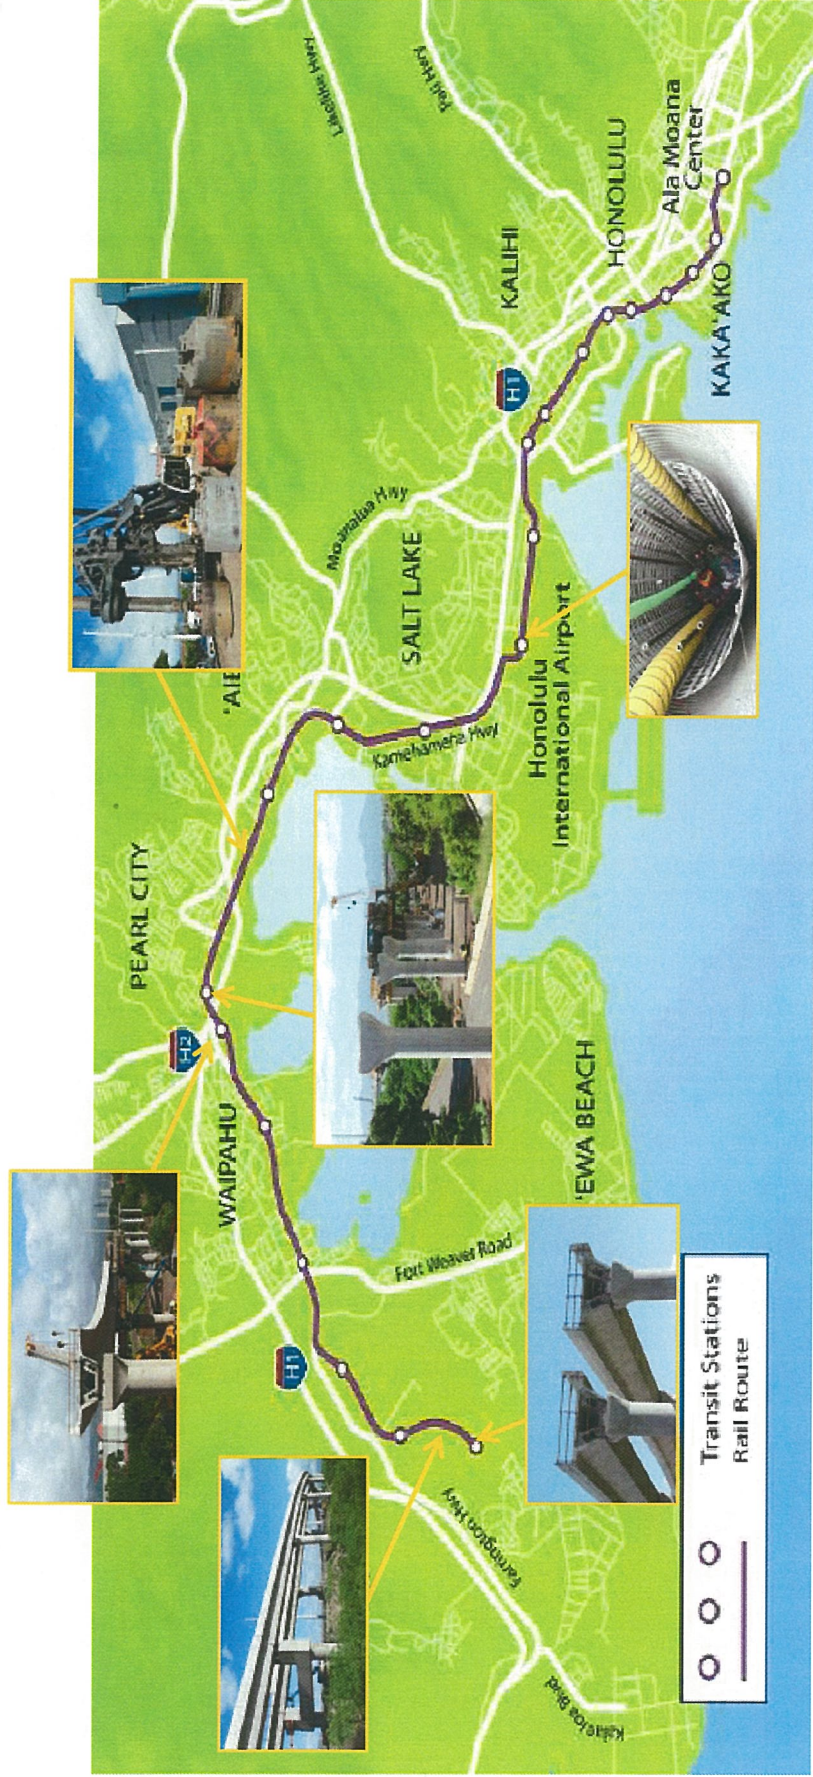 Likelike Hwy
Pali Hwy
KALIHI
HONOLULU
Ala Moana
Center
KAKA'AKO
H1
Moanalua Hwy
SALT LAKE
'AIE
Kamehameha Hwy
Honolulu
International Airport
PEARL CITY
H2
WAIPAHU
'EWA BEACH
Fort Weaver Road
H1
Farrington Hwy
Kalaeloa Blvd.
Transit Stations
Rail Route